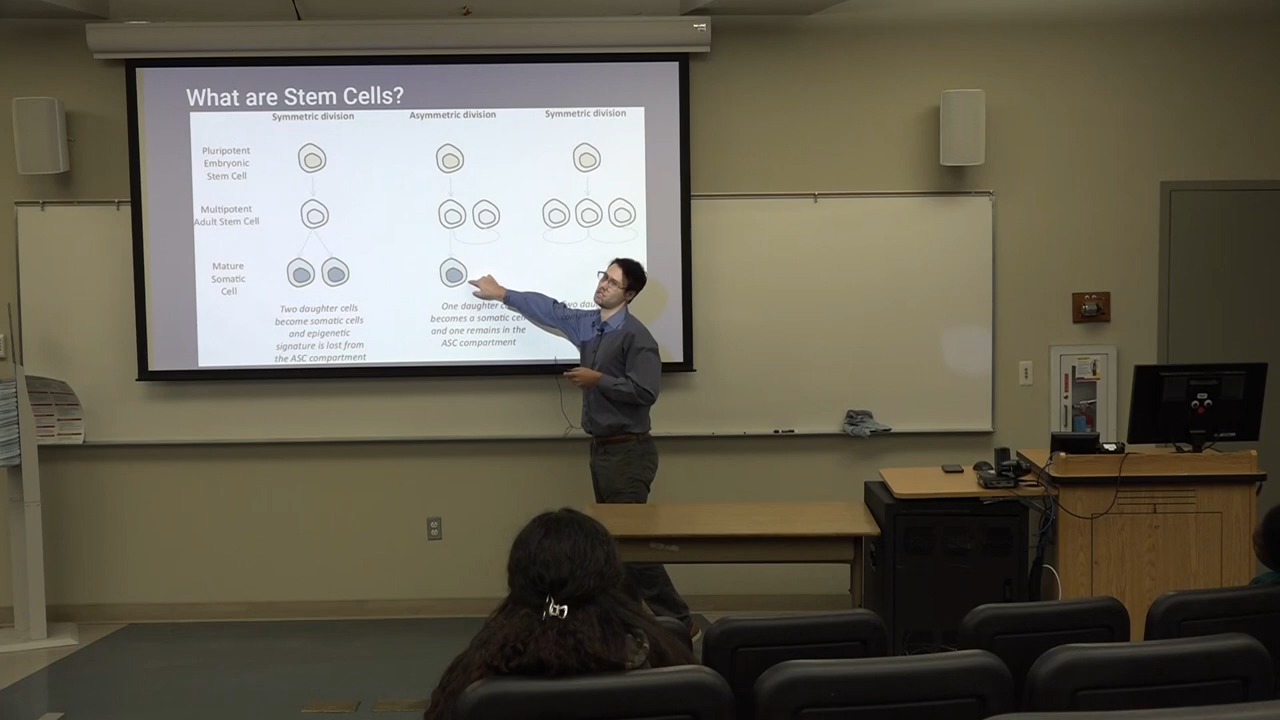 What are Stem Cells?
Symmetric division
Asymmetric division
Symmetric division
Pluripotent
Embryonic
Stem Cell
Multipotent
Adult Stem Cell
Mature
Somatic
Cell
Two daughter cells
become somatic cells
and epigenetic
signature is lost from
the ASC compartment
One daughter
becomes a somatic
and one remains in the
ASC compartment
Two